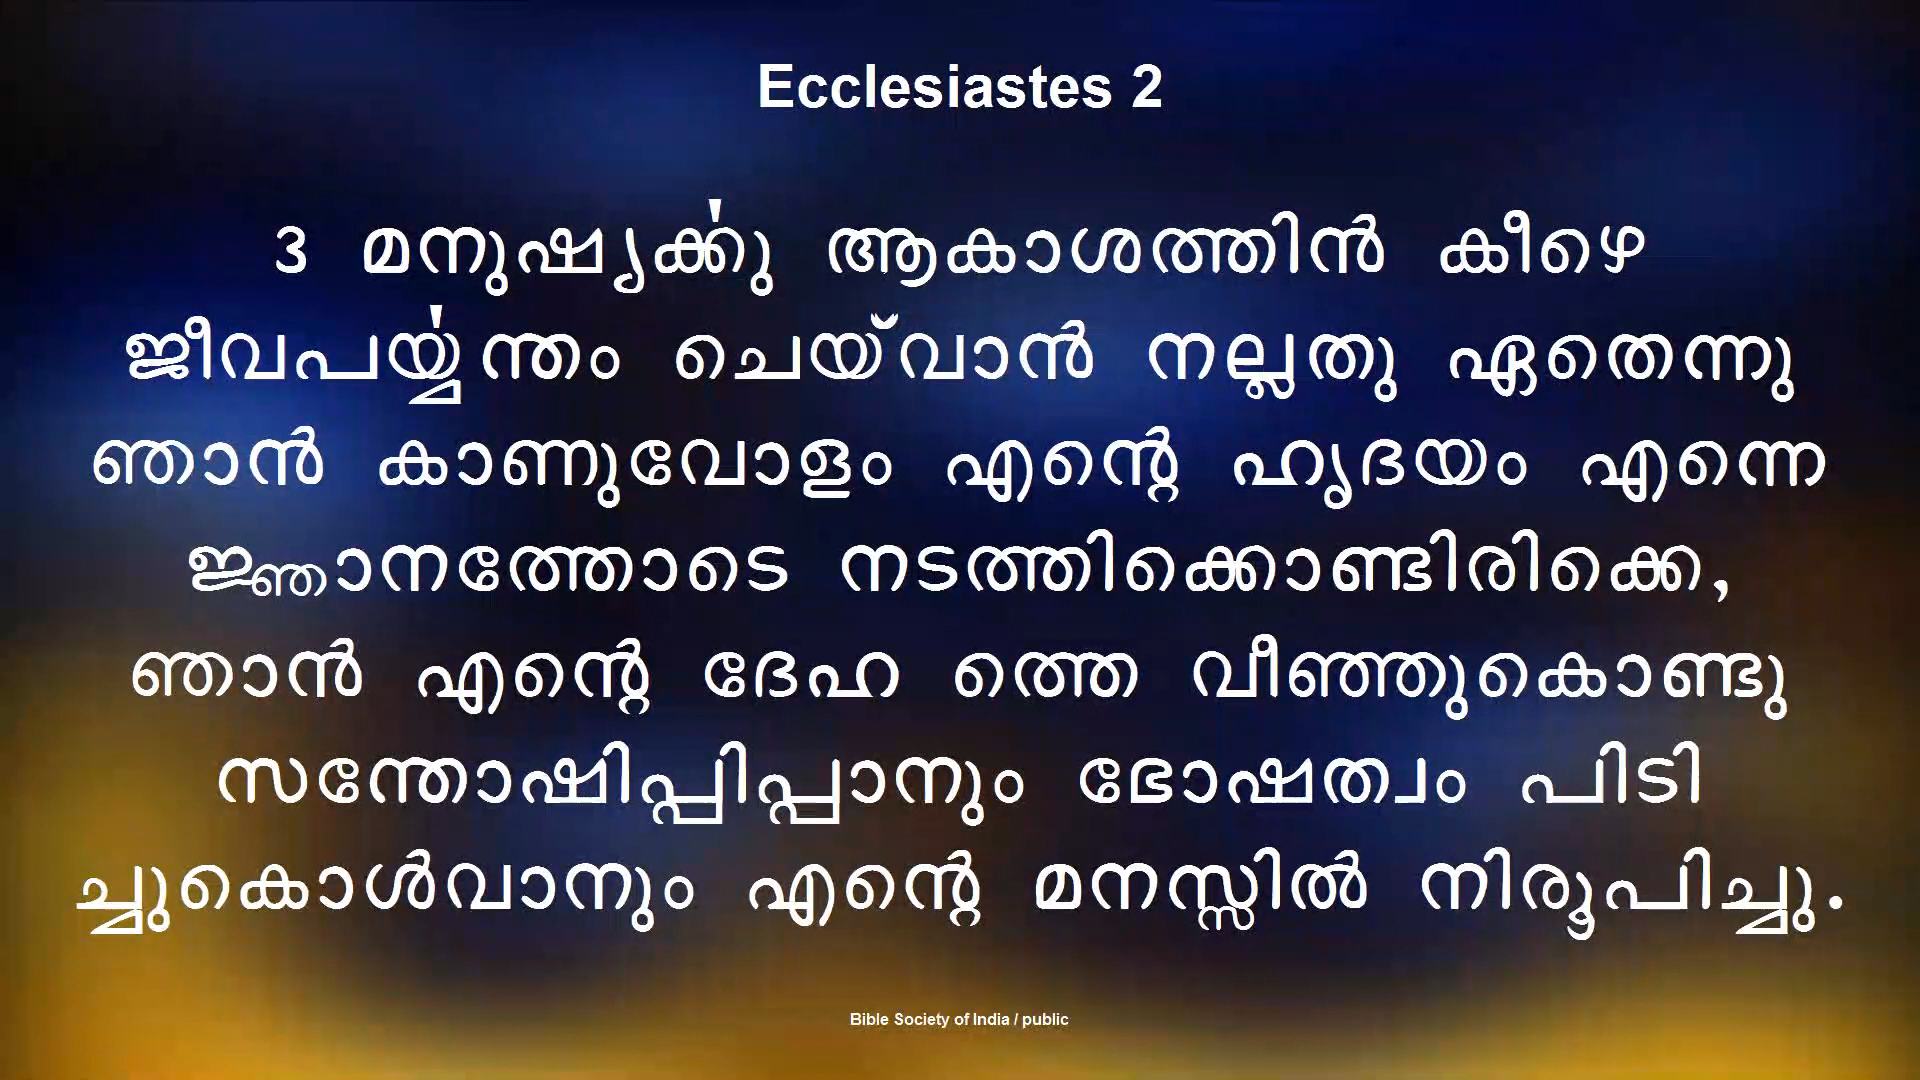 Ecclesiastes 2
3 മനുഷ്യൎക്കു ആകാശത്തിൻ കീഴെ
ജീവപൎയ്യന്തം ചെയ്‌വാൻ നല്ലതു ഏതെന്നു
ഞാൻ കാണുവോളം എന്റെ ഹൃദയം എന്നെ
ജ്ഞാനത്തോടെ നടത്തിക്കൊണ്ടിരിക്കെ,
ഞാൻ എന്റെ ദേഹ ത്തെ വീഞ്ഞുകൊണ്ടു
സന്തോഷിപ്പിപ്പാനും ഭോഷത്വം പിടി
ച്ചുകൊൾവാനും എന്റെ മനസ്സിൽ നിരൂപിച്ചു.
Bible Society of India / public